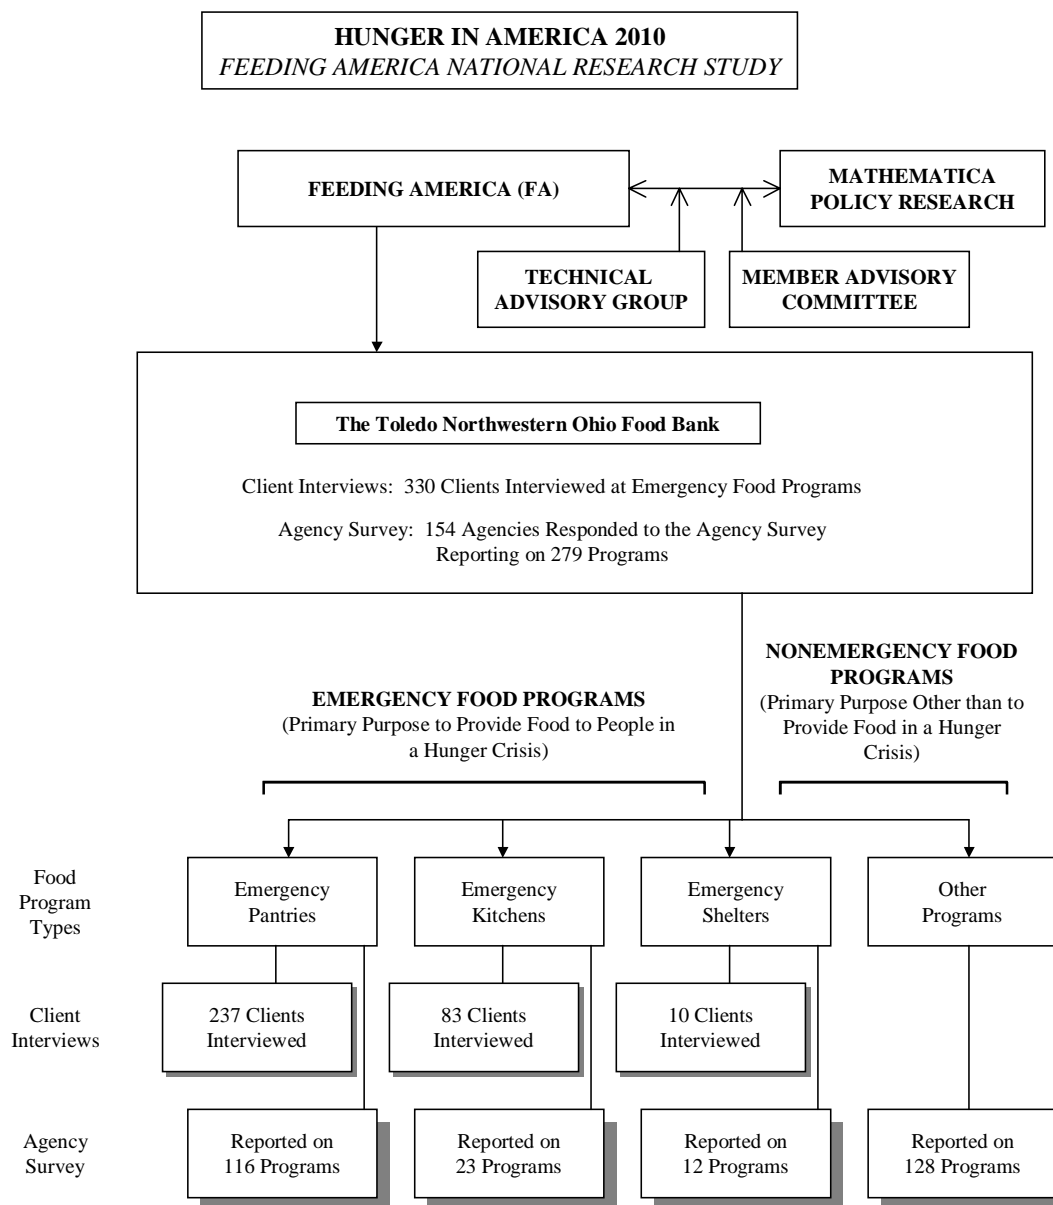 HUNGER IN AMERICA 2010
FEEDING AMERICA NATIONAL RESEARCH STUDY
FEEDING AMERICA (FA)
MATHEMATICA
POLICY RESEARCH
TECHNICAL
ADVISORY GROUP
MEMBER ADVISORY
COMMITTEE
The Toledo Northwestern Ohio Food Bank
Client Interviews:  330 Clients Interviewed at Emergency Food Programs
Agency Survey:  154 Agencies Responded to the Agency Survey
Reporting on 279 Programs
EMERGENCY FOOD PROGRAMS
(Primary Purpose to Provide Food to People in
a Hunger Crisis)
NONEMERGENCY FOOD
PROGRAMS
(Primary Purpose Other than to
Provide Food in a Hunger
Crisis)
Food
Program
Types
Emergency
Pantries
Emergency
Kitchens
Emergency
Shelters
Other
Programs
Client
Interviews
237 Clients
Interviewed
83 Clients
Interviewed
10 Clients
Interviewed
Agency
Survey
Reported on
116 Programs
Reported on
23 Programs
Reported on
12 Programs
Reported on
128 Programs